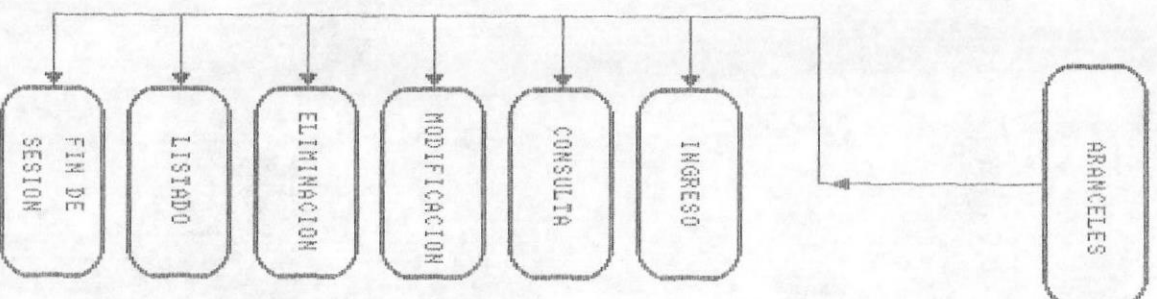 ARANCELES
INGRESO
CONSULTA
MODIFICACION
ELIMINACION
LISTADO
FIN DE
SESION